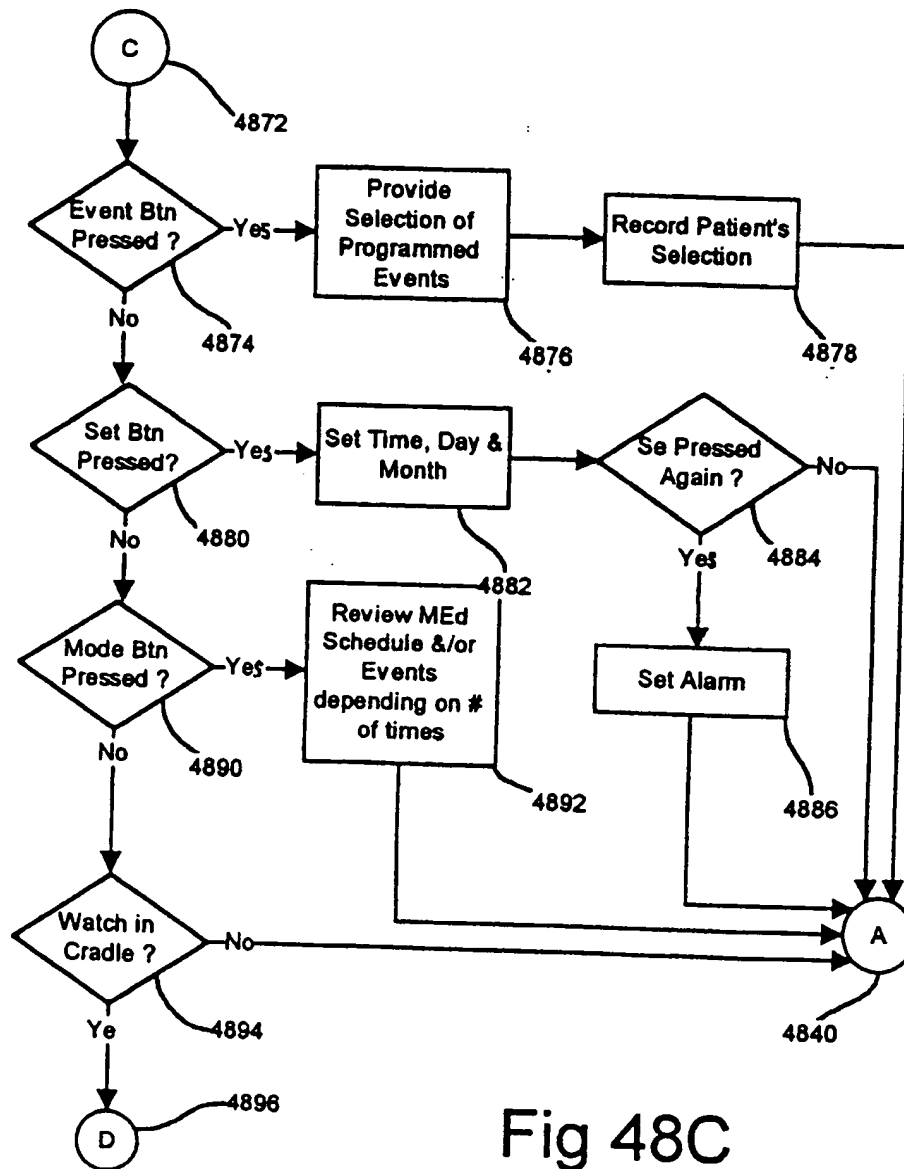 C
4872
Event Btn
Pressed ?
Yes
Provide
Selection of
Programmed
Events
Record Patient's
Selection
No
4874
4876
4878
Set Btn
Pressed?
Yes
Set Time, Day &
Month
Se Pressed
Again ?
No
No
4880
4882
4884
Yes
Mode Btn
Pressed ?
Yes
Review MEd
Schedule &/or
Events
depending on #
of times
Set Alarm
No
4890
4892
4886
Watch in
Cradle ?
No
A
4840
Ye
4894
D
4896
Fig 48C